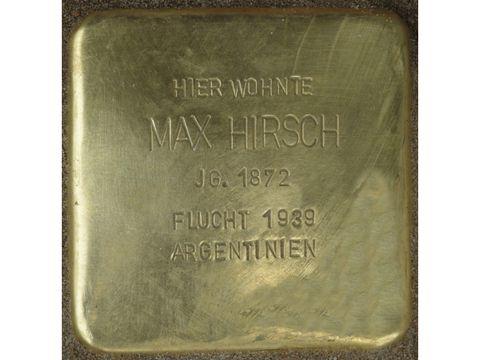 HIER WOHNTE
MAX HIRSCH
JG. 1872
FLUCHT 1939
ARGENTINIEN